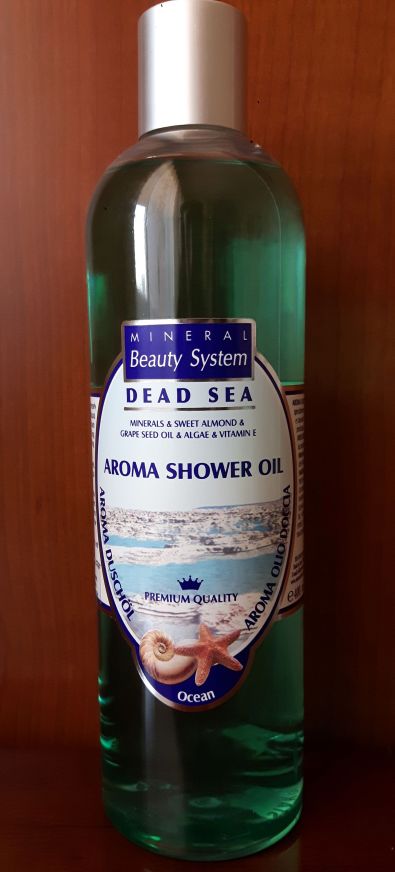 MINERAL
Beauty System
DEAD SEA
MINERALS & SWEET ALMOND &
GRAPE SEED OIL & ALGAE & VITAMIN E
AROMA SHOWER OIL
AROMA DUSCHÖL
AROMA OLIO DOCCIA
PREMIUM QUALITY
Ocean